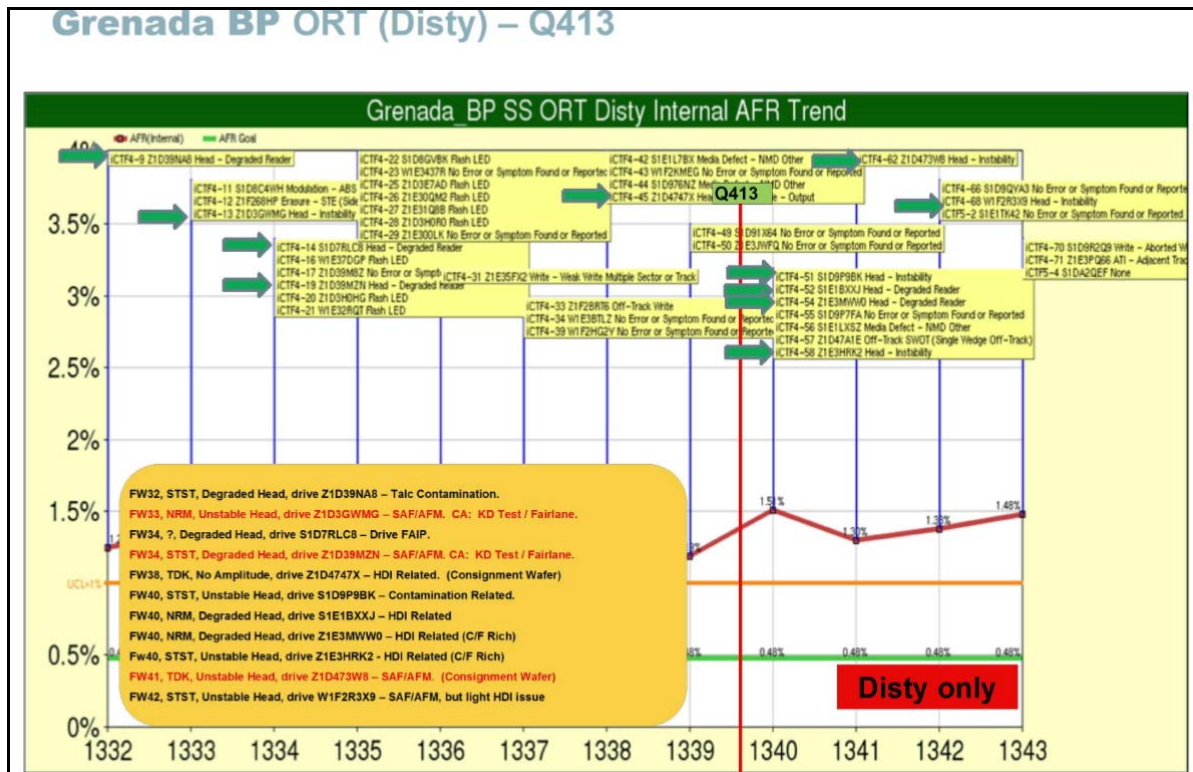 Grenada BP ORT (Disty) – Q413
Grenada_BP SS ORT Disty Internal AFR Trend
AFR(Internal) AFR Goal
iCTF4-9 Z1D39NA8 Head - Degraded Reader
iCTF4-11 S1D8C4WH Modulation - ABS
iCTF4-12 Z1F268HP Erasure - STE (Side
iCTF4-13 Z1D3GWMG Head - Instability
iCTF4-14 S1D7RLC8 Head - Degraded Reader
iCTF4-16 W1E37DGP Flash LED
iCTF4-17 Z1D39M8Z No Error or Sympt
iCTF4-19 Z1D39MZN Head - Degraded Reader
iCTF4-20 Z1D3H0HG Flash LED
iCTF4-21 W1E32RQT Flash LED
iCTF4-22 S1D8GVBK Flash LED
iCTF4-23 W1E3437R No Error or Symptom Found or Reported
iCTF4-25 Z1D3E7AD Flash LED
iCTF4-26 Z1E30QM2 Flash LED
iCTF4-27 Z1E31Q8B Flash LED
iCTF4-28 Z1D3H0R0 Flash LED
iCTF4-29 Z1E300LK No Error or Symptom Found or Reported
iCTF4-31 Z1E35FX2 Write - Weak Write Multiple Sector or Track
iCTF4-33 Z1F2BRT6 Off-Track Write
iCTF4-34 W1E3BTLZ No Error or Symptom Found or Reported
iCTF4-39 W1F2HG2Y No Error or Symptom Found or Reported
iCTF4-42 S1E1L7BX Media Defect - NMD Other
iCTF4-43 W1F2KMEG No Error or Symptom Found or Reported
iCTF4-44 S1D976NZ Media Defect - NMD Other
iCTF4-45 Z1D4747X Head - Output
Q413
iCTF4-49 S1D91X64 No Error or Symptom Found or Reported
iCTF4-50 Z1E3JWFQ No Error or Symptom Found or Reported
iCTF4-51 S1D9P9BK Head - Instability
iCTF4-52 S1E1BXXJ Head - Degraded Reader
iCTF4-54 Z1E3MWW0 Head - Degraded Reader
iCTF4-55 S1D9P7FA No Error or Symptom Found or Reported
iCTF4-56 S1E1LXSZ Media Defect - NMD Other
iCTF4-57 Z1D47A1E Off-Track SWOT (Single Wedge Off-Track)
iCTF4-58 Z1E3HRK2 Head - Instability
iCTF4-62 Z1D473W8 Head - Instability
iCTF4-66 S1D9QVA3 No Error or Symptom Found or Reporte
iCTF4-68 W1F2R3X9 Head - Instability
iCTF5-2 S1E1TK42 No Error or Symptom Found or Reported
iCTF4-70 S1D9R2Q9 Write - Aborted W
iCTF4-71 Z1E3PQ86 ATI - Adjacent Trac
iCTF5-4 S1DA2QEF None
3.5%
3%
2.5%
2%
1.5%
UCL=1%
0.5%
0%
1.51%
1.30%
1.38%
1.48%
0.48% 0.48% 0.48% 0.48%
FW32, STST, Degraded Head, drive Z1D39NA8 – Talc Contamination.
FW33, NRM, Unstable Head, drive Z1D3GWMG – SAF/AFM. CA: KD Test / Fairlane.
FW34, ?, Degraded Head, drive S1D7RLC8 – Drive FAIP.
FW34, STST, Degraded Head, drive Z1D39MZN – SAF/AFM. CA: KD Test / Fairlane.
FW38, TDK, No Amplitude, drive Z1D4747X – HDI Related. (Consignment Wafer)
FW40, STST, Unstable Head, drive S1D9P9BK – Contamination Related.
FW40, NRM, Degraded Head, drive S1E1BXXJ – HDI Related
FW40, NRM, Degraded Head, drive Z1E3MWW0 – HDI Related (C/F Rich)
Fw40, STST, Unstable Head, drive Z1E3HRK2 - HDI Related (C/F Rich)
FW41, TDK, Unstable Head, drive Z1D473W8 – SAF/AFM. (Consignment Wafer)
FW42, STST, Unstable Head, drive W1F2R3X9 – SAF/AFM, but light HDI issue
Disty only
1332 1333 1334 1335 1336 1337 1338 1339 1340 1341 1342 1343